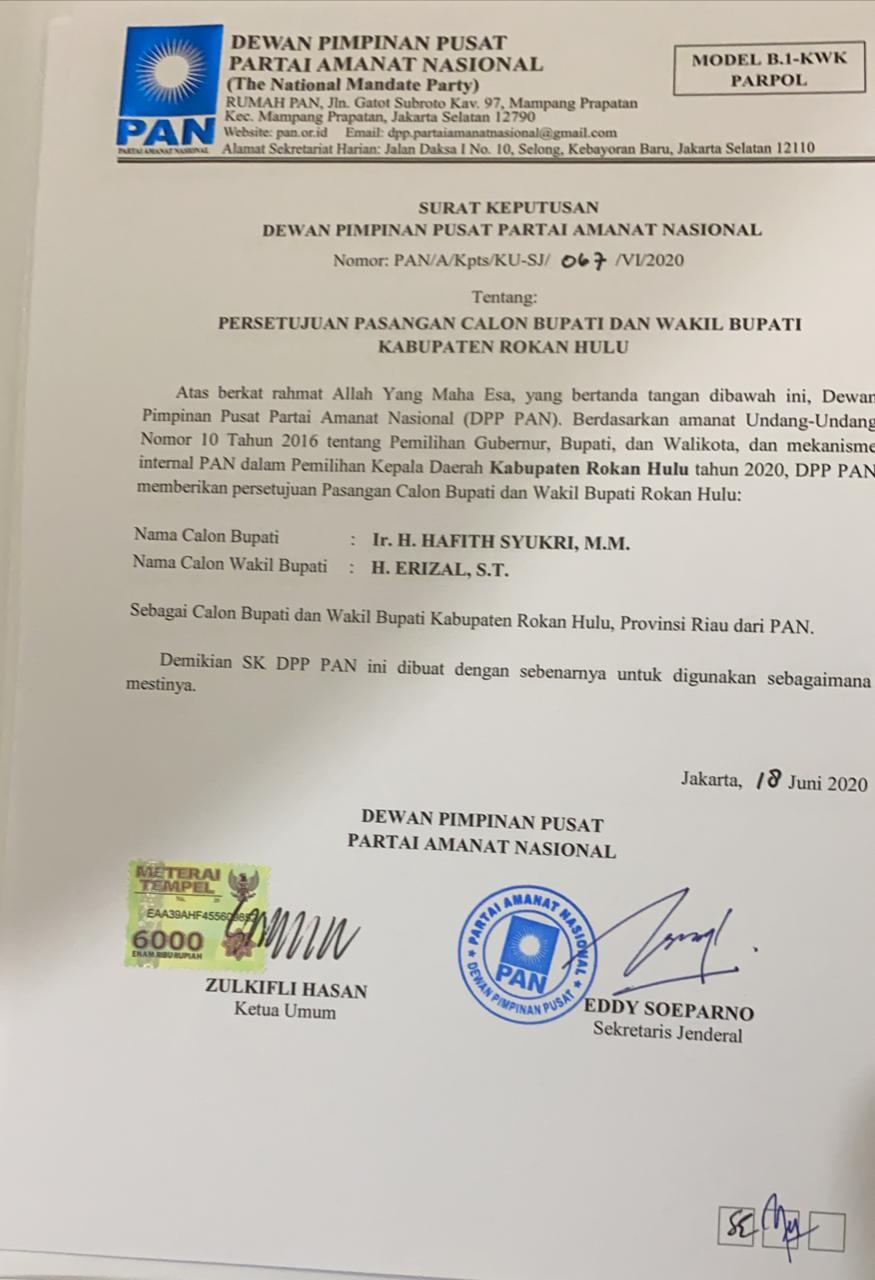 DEWAN PIMPINAN PUSAT
PARTAI AMANAT NASIONAL
(The National Mandate Party)
RUMAH PAN, Jln. Gatot Subroto Kav. 97, Mampang Prapatan
Kec. Mampang Prapatan, Jakarta Selatan 12790
Website: pan.or.id Email: dpp.partaiamanatnasional@gmail.com
Alamat Sekretariat Harian: Jalan Daksa I No. 10, Selong, Kebayoran Baru, Jakarta Selatan 12110
PAN
PARTAI AMANAT NASIONAL
MODEL B.1-KWK
PARPOL
SURAT KEPUTUSAN
DEWAN PIMPINAN PUSAT PARTAI AMANAT NASIONAL
Nomor: PAN/A/Kpts/KU-SJ/ 067 /VI/2020
Tentang:
PERSETUJUAN PASANGAN CALON BUPATI DAN WAKIL BUPATI
KABUPATEN ROKAN HULU
Atas berkat rahmat Allah Yang Maha Esa, yang bertanda tangan dibawah ini, Dewan
Pimpinan Pusat Partai Amanat Nasional (DPP PAN). Berdasarkan amanat Undang-Undang
Nomor 10 Tahun 2016 tentang Pemilihan Gubernur, Bupati, dan Walikota, dan mekanisme
internal PAN dalam Pemilihan Kepala Daerah Kabupaten Rokan Hulu tahun 2020, DPP PAN
memberikan persetujuan Pasangan Calon Bupati dan Wakil Bupati Rokan Hulu:
Nama Calon Bupati : Ir. H. HAFITH SYUKRI, M.M.
Nama Calon Wakil Bupati : H. ERIZAL, S.T.
Sebagai Calon Bupati dan Wakil Bupati Kabupaten Rokan Hulu, Provinsi Riau dari PAN.
Demikian SK DPP PAN ini dibuat dengan sebenarnya untuk digunakan sebagaimana
mestinya.
Jakarta, 18 Juni 2020
DEWAN PIMPINAN PUSAT
PARTAI AMANAT NASIONAL
METERAI
TEMPEL
6000
ENAM RIBU RUPIAH
PARTAI AMANAT NASIONAL
PAN
DEWAN PIMPINAN PUSAT
ZULKIFLI HASAN
Ketua Umum
EDDY SOEPARNO
Sekretaris Jenderal